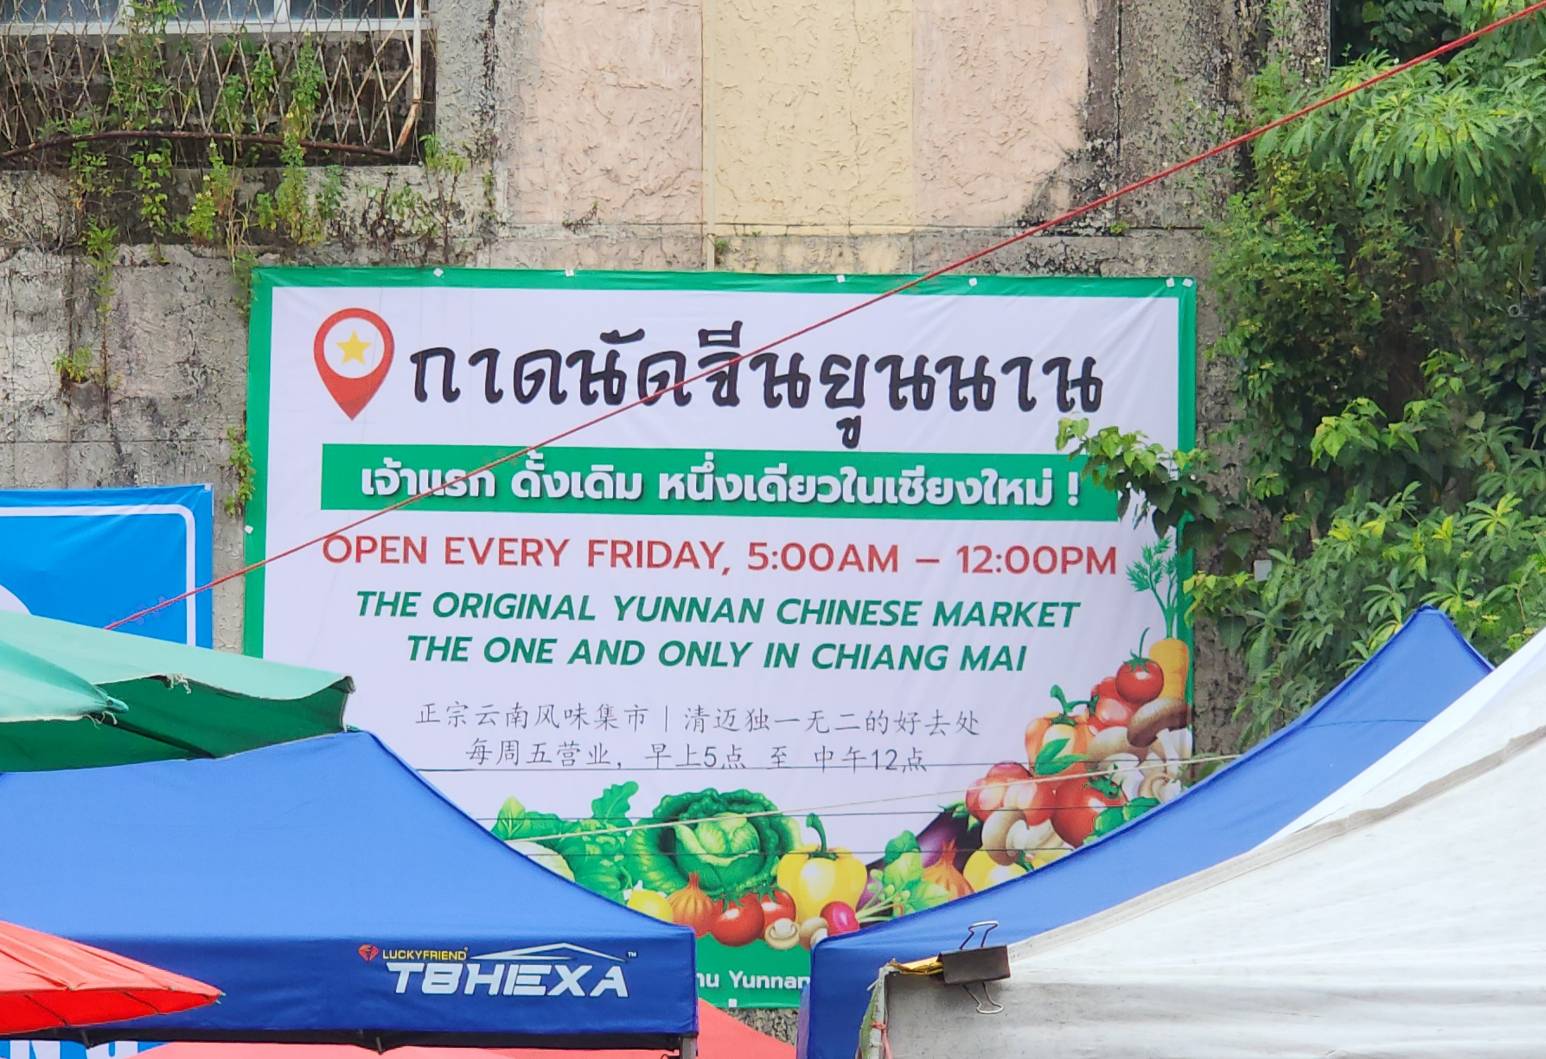 กาดนัดจีนยูนนาน
เจ้าแรก ดั้งเดิม หนึ่งเดียวในเชียงใหม่ !
OPEN EVERY FRIDAY, 5:00AM – 12:00PM
THE ORIGINAL YUNNAN CHINESE MARKET
THE ONE AND ONLY IN CHIANG MAI
正宗云南风味集市 | 清迈独一无二的好去处
每周五营业, 早上5点 至 中午12点
LUCKYFRIEND
T8HEXA™
Yunnan